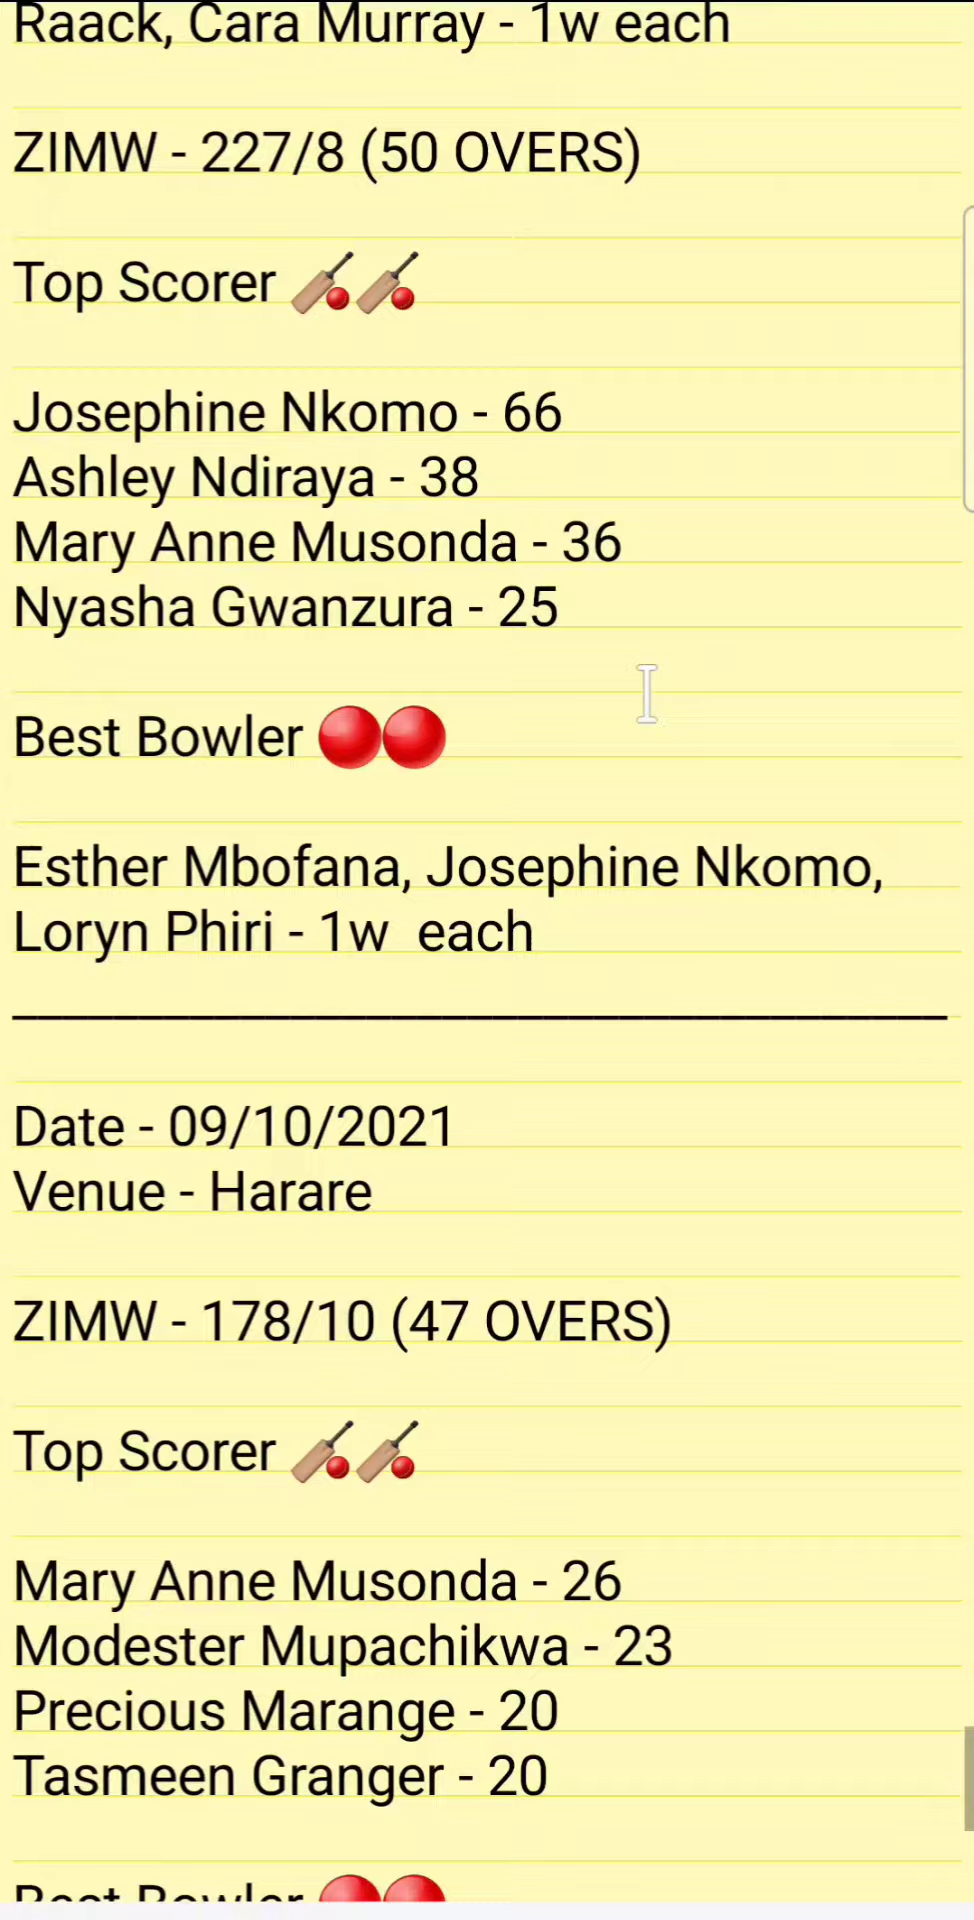 Raack, Cara Murray - 1w each
ZIMW - 227/8 (50 OVERS)
Top Scorer 🏏🏏
Josephine Nkomo - 66
Ashley Ndiraya - 38
Mary Anne Musonda - 36
Nyasha Gwanzura - 25
Best Bowler 🔴🔴
Esther Mbofana, Josephine Nkomo,
Loryn Phiri - 1w  each
Date - 09/10/2021
Venue - Harare
ZIMW - 178/10 (47 OVERS)
Top Scorer 🏏🏏
Mary Anne Musonda - 26
Modester Mupachikwa - 23
Precious Marange - 20
Tasmeen Granger - 20
Best Bowler 🔴🔴